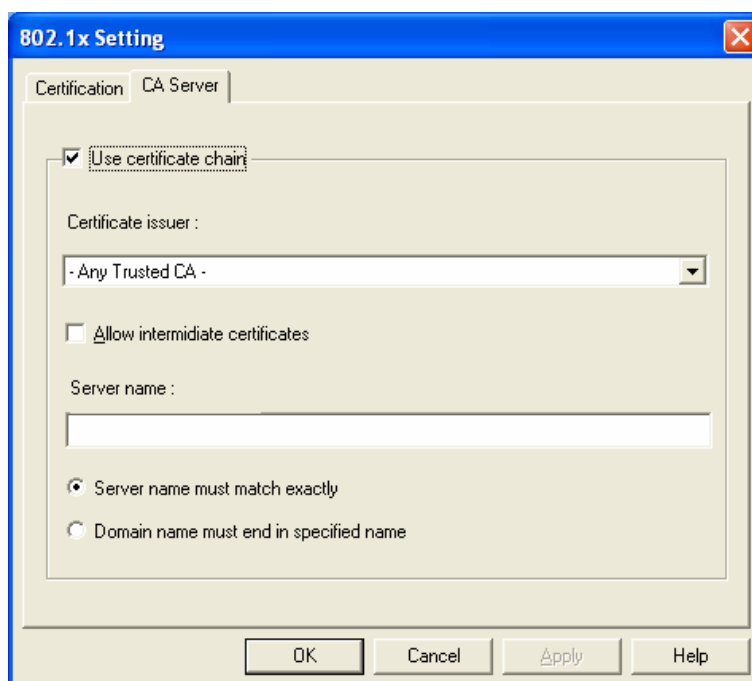 802.1x Setting
Certification
CA Server
Use certificate chain
Certificate issuer :
- Any Trusted CA -
Allow intermidiate certificates
Server name :
Server name must match exactly
Domain name must end in specified name
OK
Cancel
Apply
Help